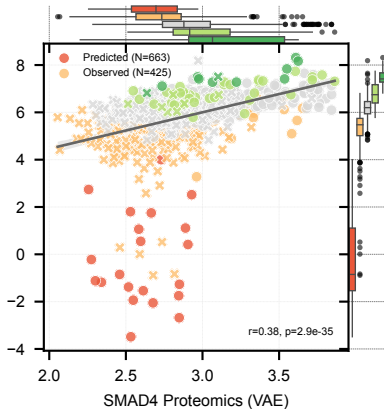 8
Predicted (N=663)
Observed (N=425)
6
4
2
0
−2
r=0.38, p=2.9e-35
−4
2.0 2.5 3.0 3.5
SMAD4 Proteomics (VAE)